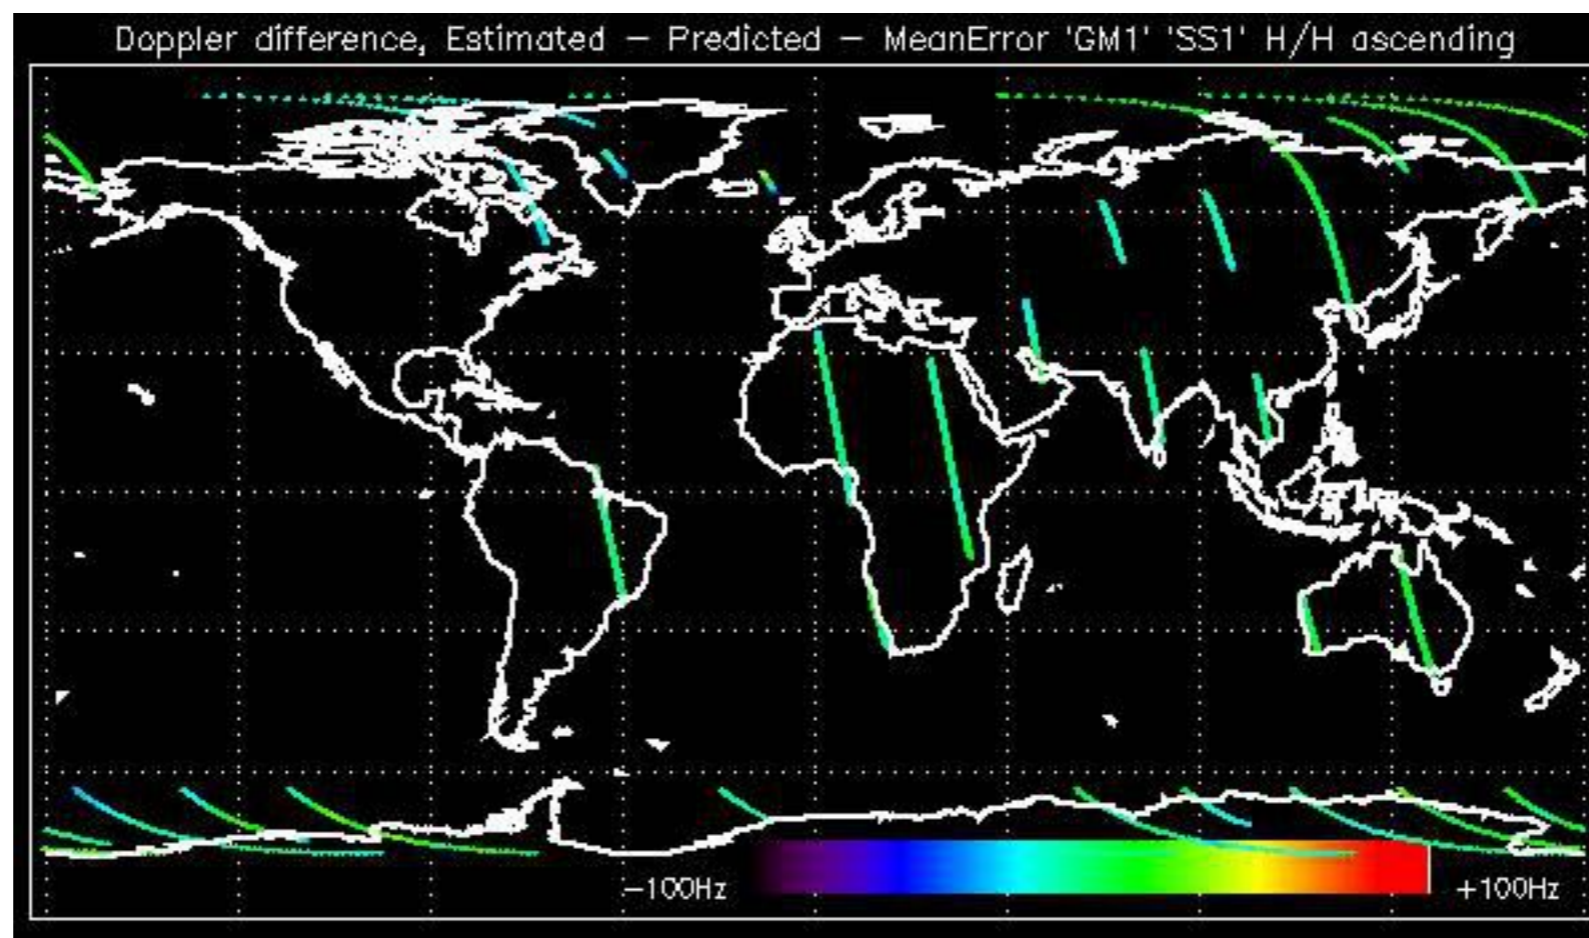 Doppler difference, Estimated – Predicted – MeanError 'GM1' 'SS1' H/H ascending
–100Hz +100Hz